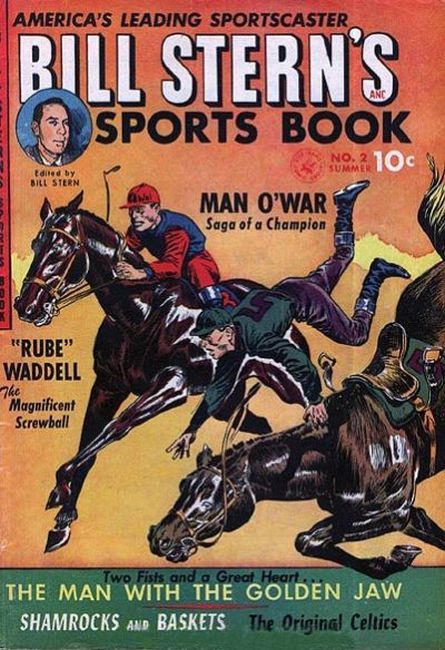 AMERICA'S LEADING SPORTSCASTER
BILL STERN'S
ANC
SPORTS BOOK
Edited by
BILL STERN
NO. 2
SUMMER
10¢
MAN O'WAR
Saga of a Champion
"RUBE"
WADDELL
The
Magnificent
Screwball
Two Fists and a Great Heart...
THE MAN WITH THE GOLDEN JAW
SHAMROCKS AND BASKETS The Original Celtics